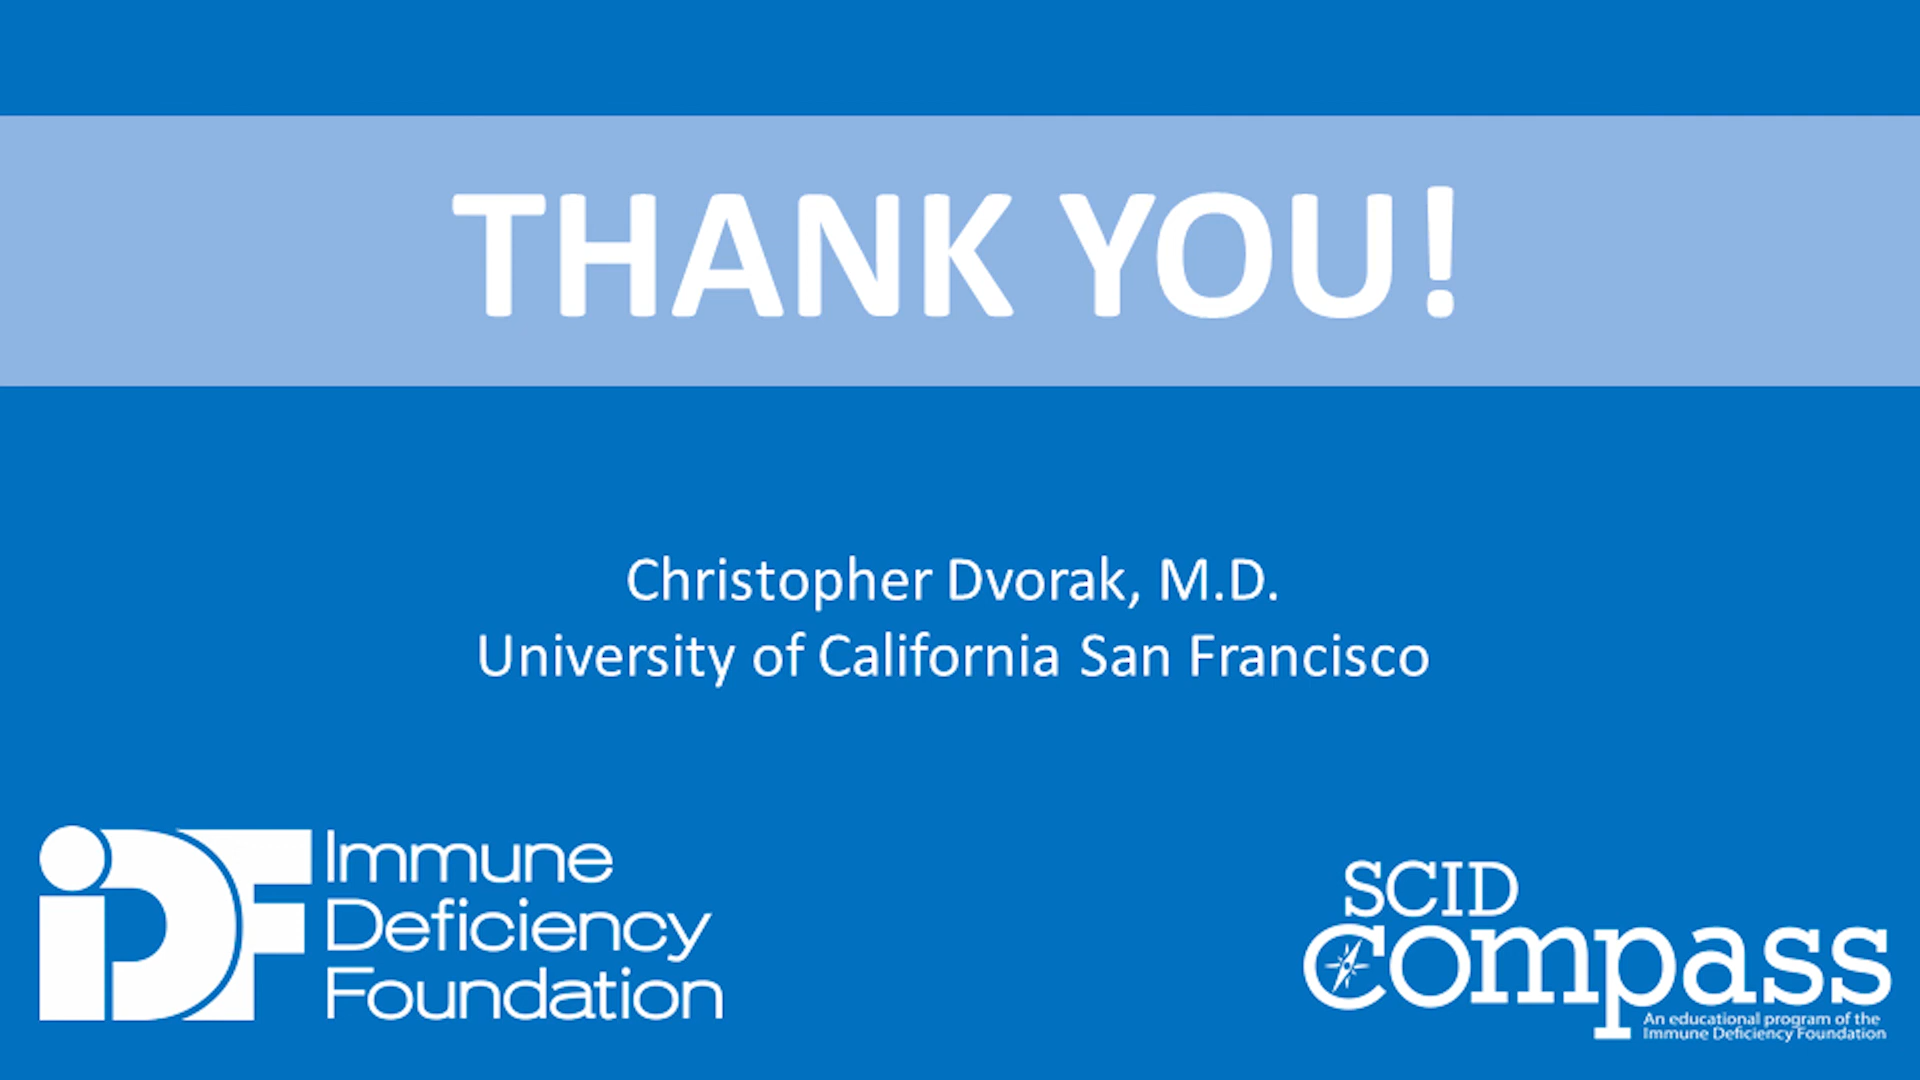 THANK YOU!
Christopher Dvorak, M.D.
University of California San Francisco
iDF
Immune
Deficiency
Foundation
SCID
Compass
An educational program of the
Immune Deficiency Foundation